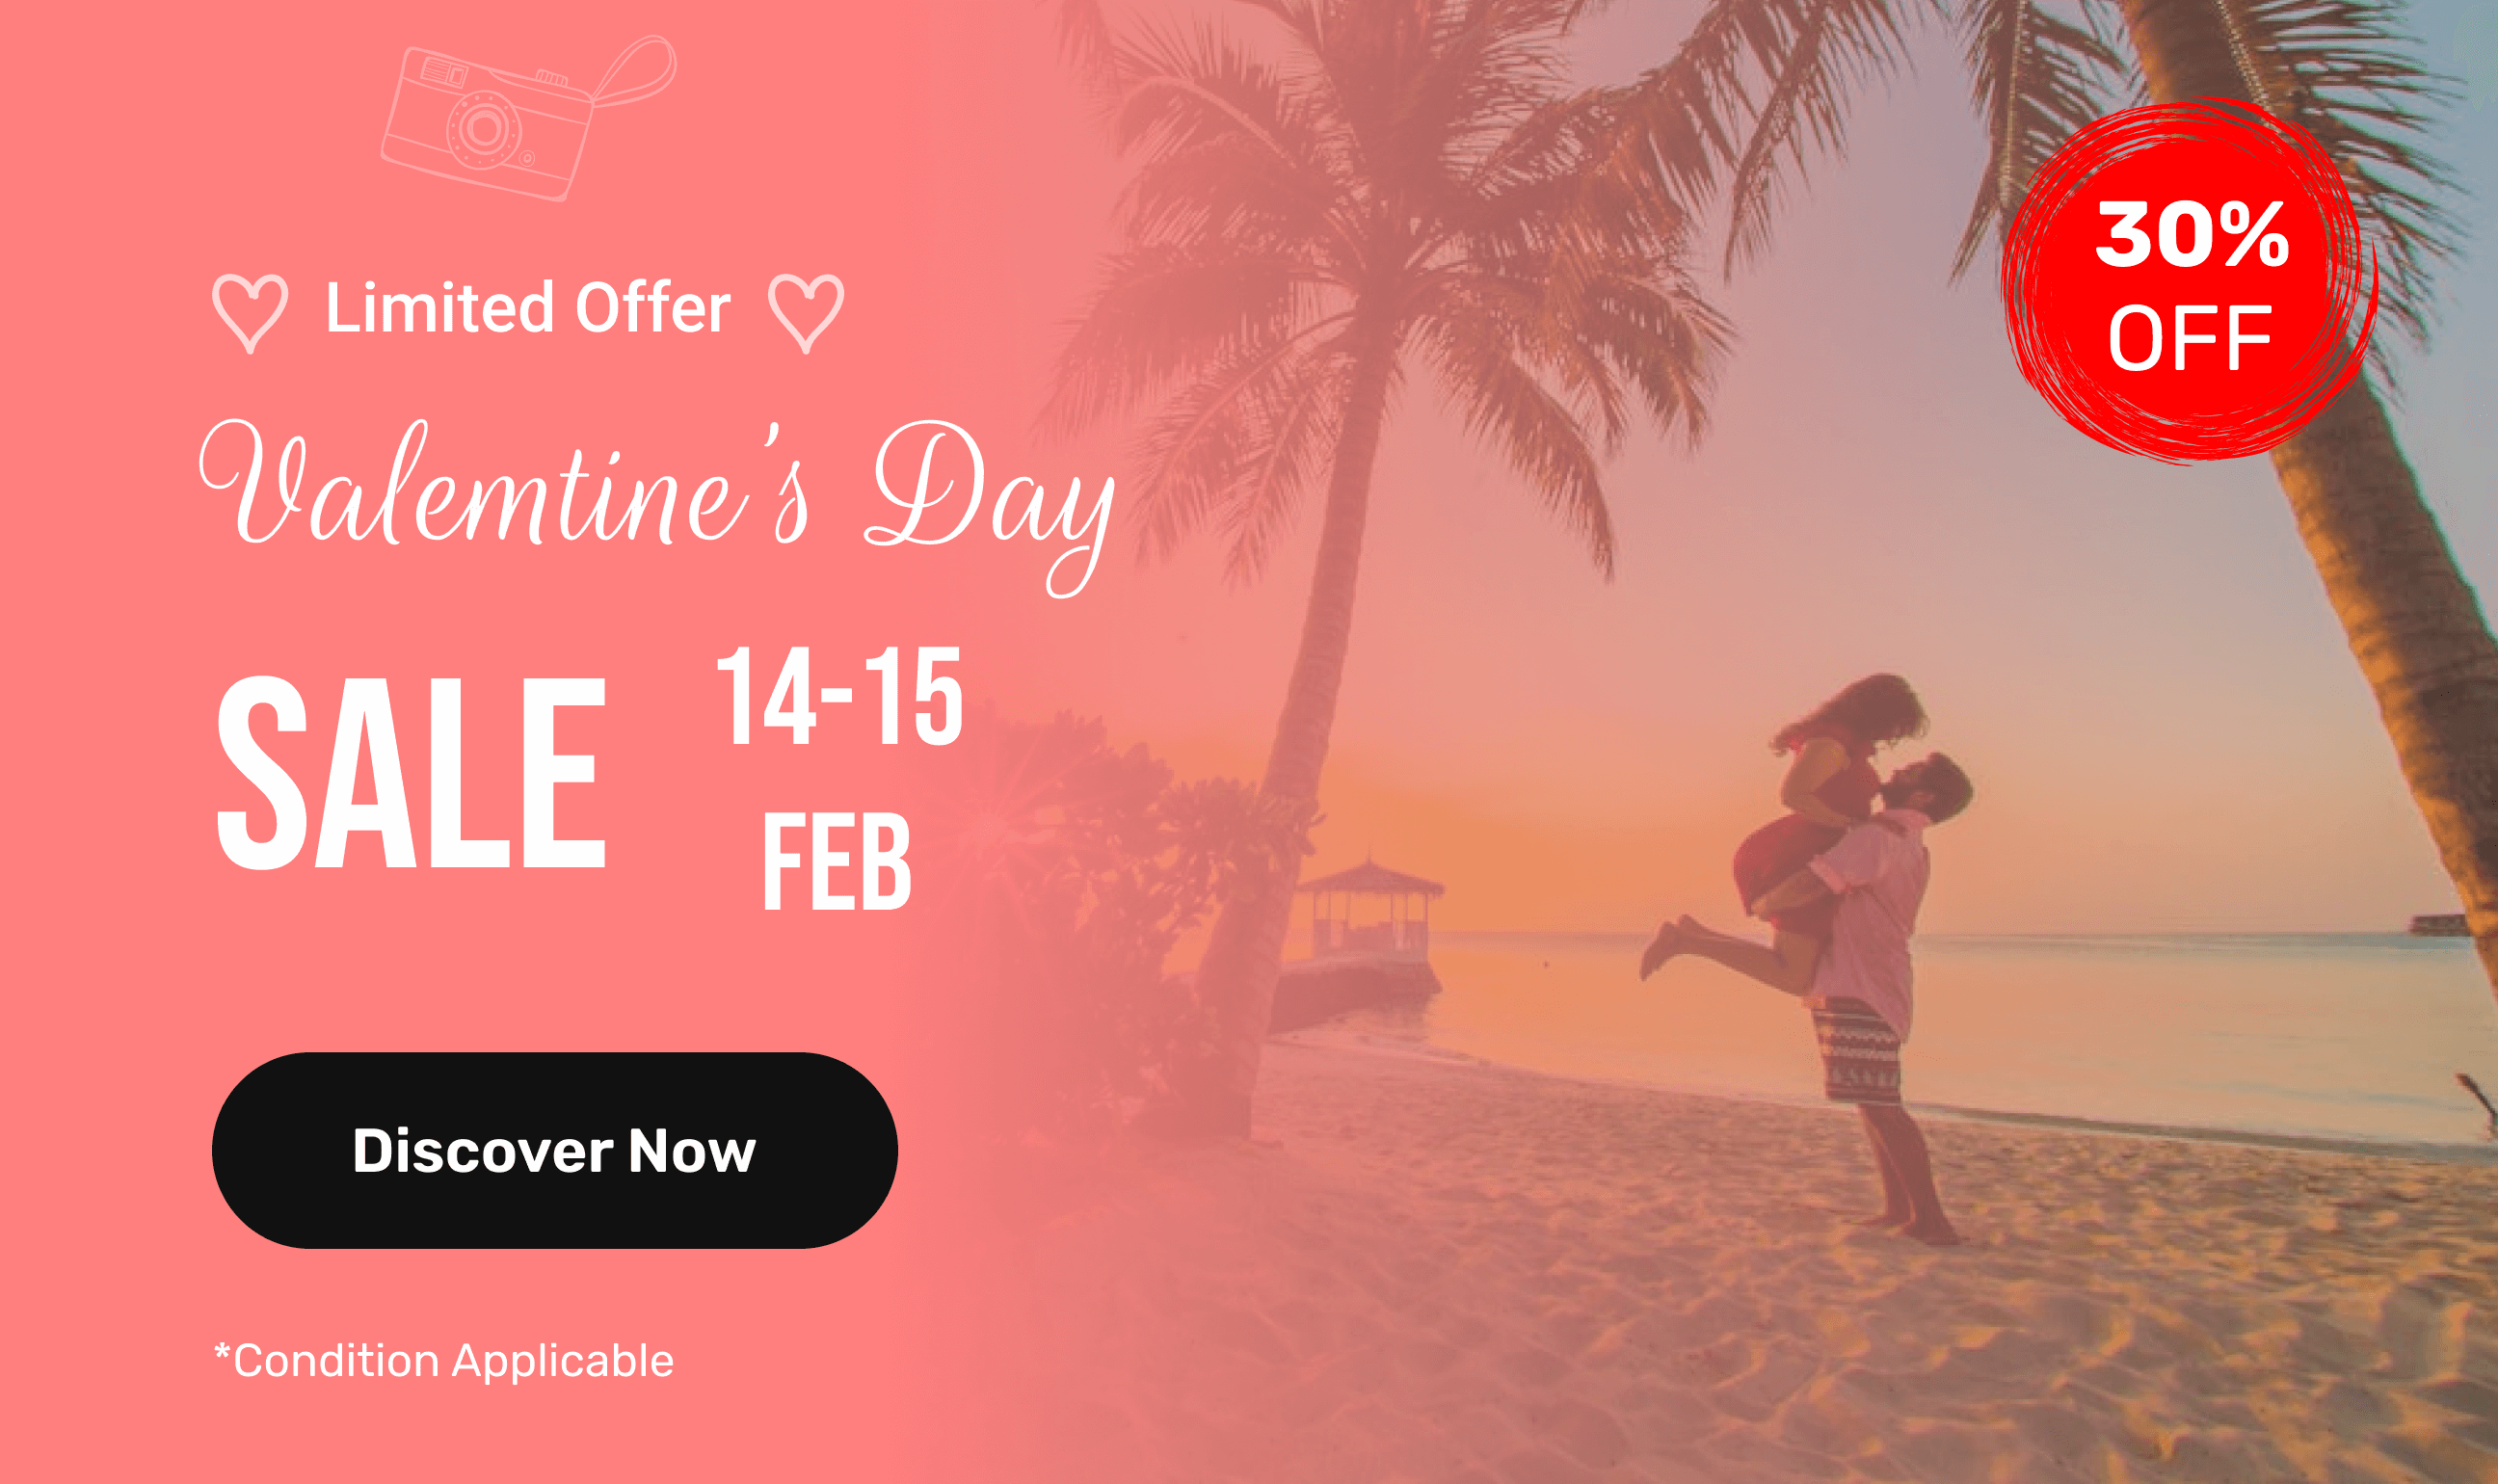 Limited Offer
Valemtine's Day
SALE
14-15
FEB
Discover Now
*Condition Applicable
30%
OFF